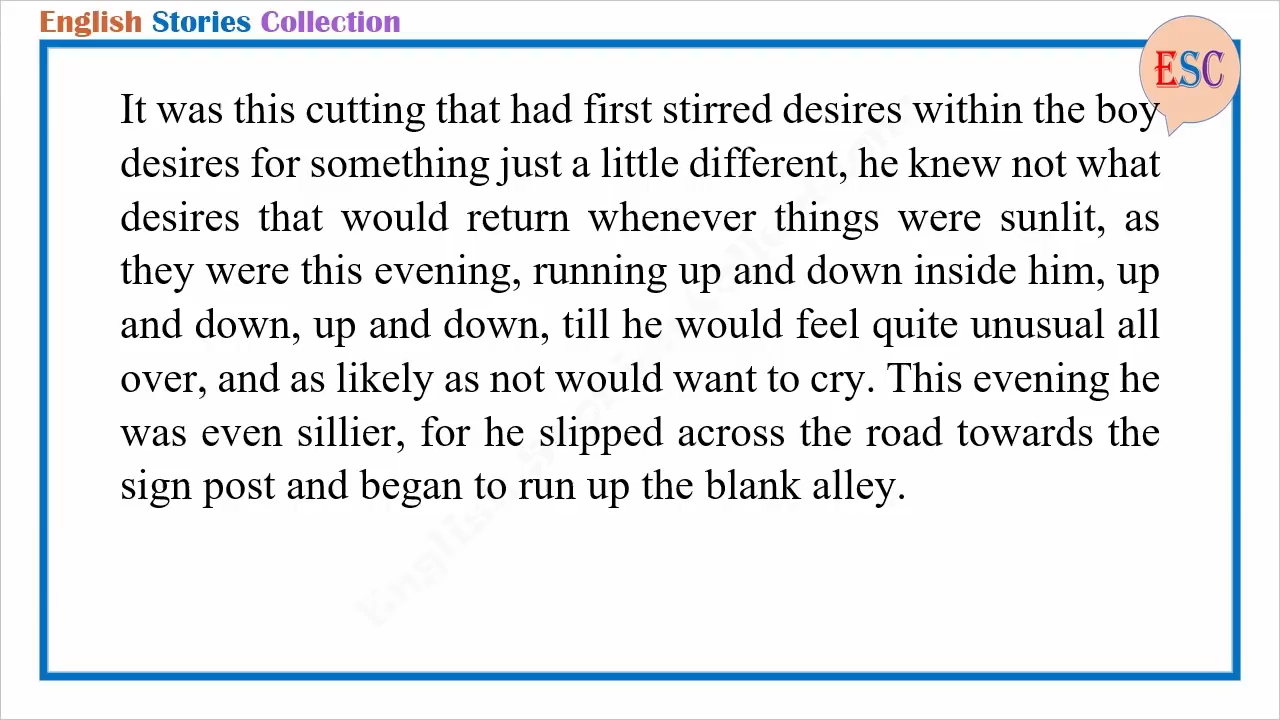 English Stories Collection
ESC
It was this cutting that had first stirred desires within the boy
desires for something just a little different, he knew not what
desires that would return whenever things were sunlit, as
they were this evening, running up and down inside him, up
and down, up and down, till he would feel quite unusual all
over, and as likely as not would want to cry. This evening he
was even sillier, for he slipped across the road towards the
sign post and began to run up the blank alley.